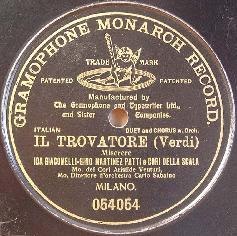 GRAMOPHONE MONARCH RECORD.
TRADE MARK
PATENTED PATENTED
Manufactured by
The Gramophone and Typewriter Ltd.,
and Sister Companies.
ITALIAN DUET and CHORUS w. Orch.
IL TROVATORE (Verdi)
Miserere
IDA GIACOMELLI-GINO MARTINEZ PATTI e CORI DELLA SCALA
Mo. dei Cori Aristide Venturi,
Mo. Direttore d'orchestra Carlo Sabaino
MILANO.
054054